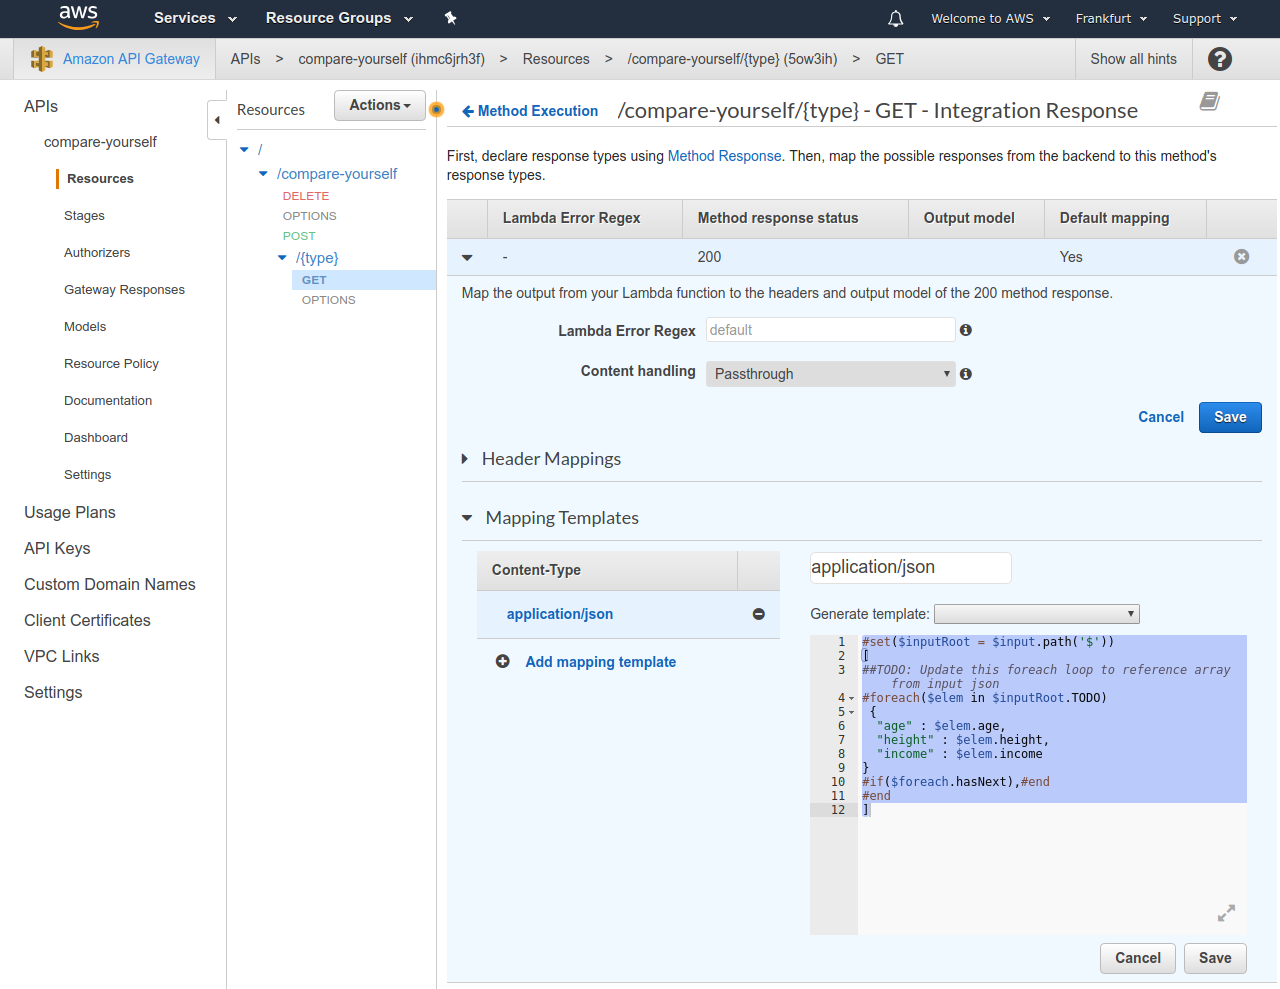 aws
Services
Resource Groups
Welcome to AWS
Frankfurt
Support
Amazon API Gateway
APIs > compare-yourself (ihmc6jrh3f) > Resources > /compare-yourself/{type} (5ow3ih) > GET
Show all hints
?
APIs
compare-yourself
Resources
Stages
Authorizers
Gateway Responses
Models
Resource Policy
Documentation
Dashboard
Settings
Usage Plans
API Keys
Custom Domain Names
Client Certificates
VPC Links
Settings
Resources
Actions
/
/compare-yourself
DELETE
OPTIONS
POST
/{type}
GET
OPTIONS
Method Execution
/compare-yourself/{type} - GET - Integration Response
First, declare response types using Method Response. Then, map the possible responses from the backend to this method's
response types.
Lambda Error Regex Method response status Output model Default mapping
- 200 Yes
Map the output from your Lambda function to the headers and output model of the 200 method response.
Lambda Error Regex default
Content handling Passthrough
Cancel Save
Header Mappings
Mapping Templates
Content-Type
application/json
Add mapping template
application/json
Generate template:
1 #set($inputRoot = $input.path('$'))
2 [
3 ##TODO: Update this foreach loop to reference array
from input json
4 #foreach($elem in $inputRoot.TODO)
5 {
6 "age" : $elem.age,
7 "height" : $elem.height,
8 "income" : $elem.income
9 }
10 #if($foreach.hasNext),#end
11 #end
12 ]
Cancel Save